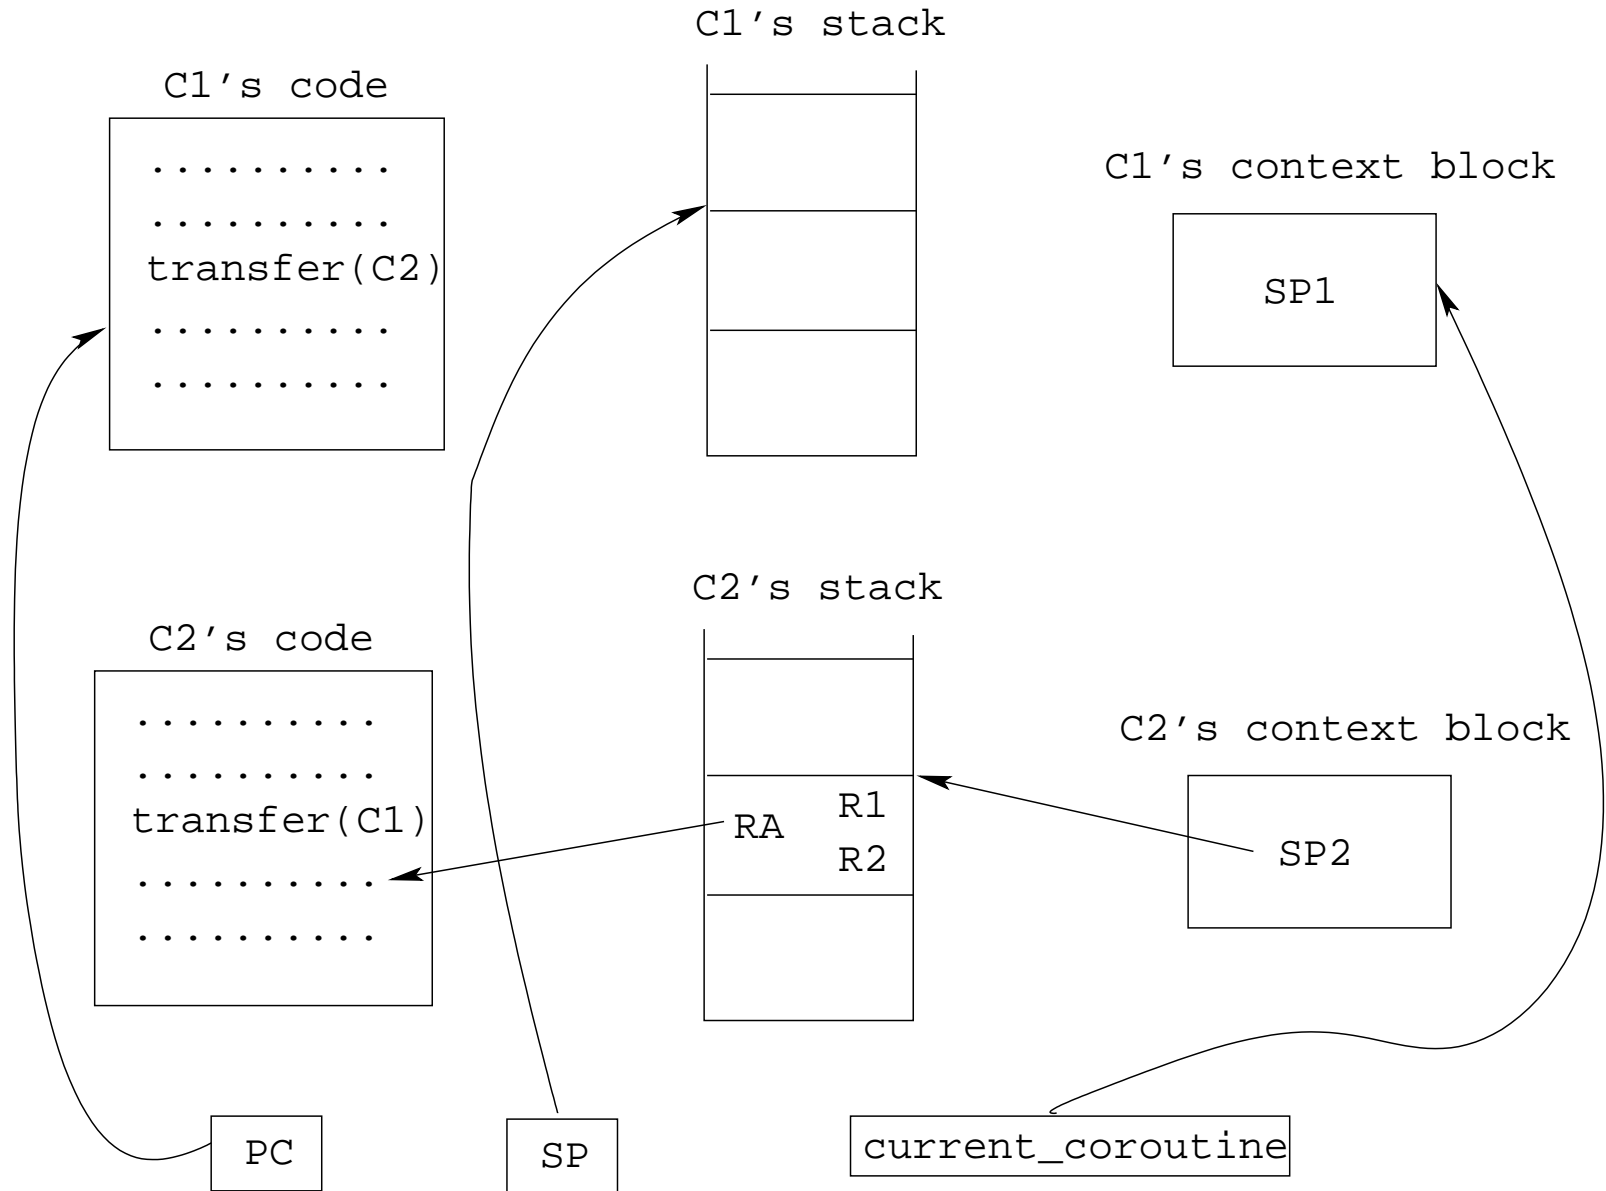 C1's stack
C1's code
. . . . . . . . . .
. . . . . . . . . .
transfer(C2)
. . . . . . . . . .
. . . . . . . . . .
C1's context block
SP1
C2's stack
C2's code
. . . . . . . . . .
. . . . . . . . . .
transfer(C1)
. . . . . . . . . .
. . . . . . . . . .
RA
R1
R2
C2's context block
SP2
PC
SP
current_coroutine